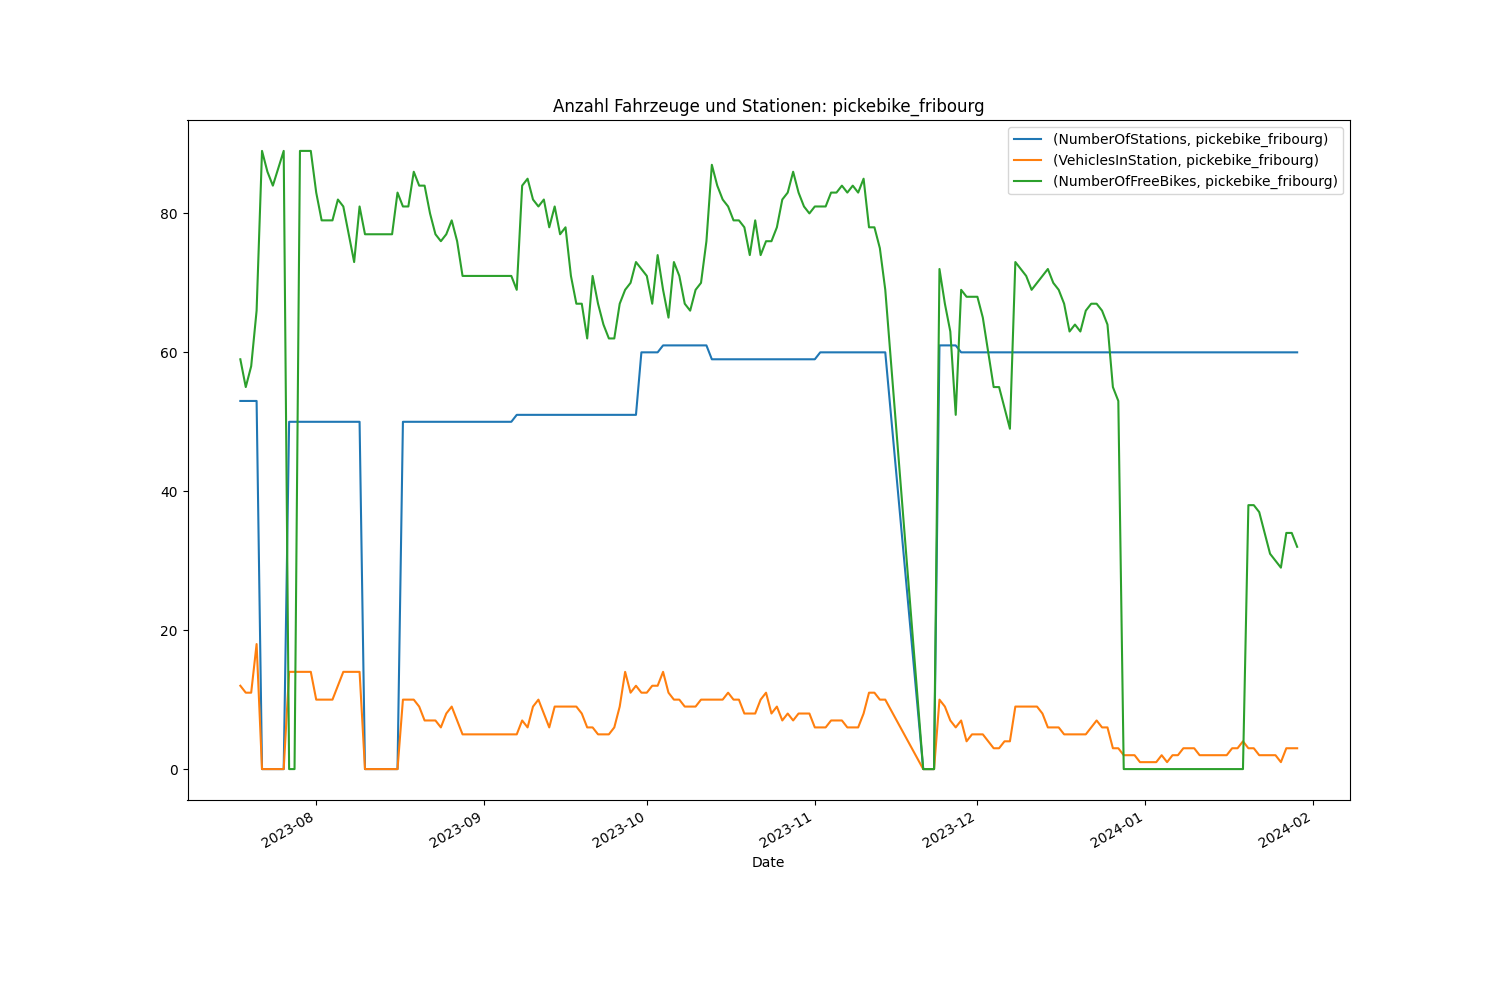 Anzahl Fahrzeuge und Stationen: pickebike_fribourg
(NumberOfStations, pickebike_fribourg)
(VehiclesInStation, pickebike_fribourg)
(NumberOfFreeBikes, pickebike_fribourg)
80
60
40
20
0
2023-08
2023-09
2023-10
2023-11
2023-12
2024-01
2024-02
Date